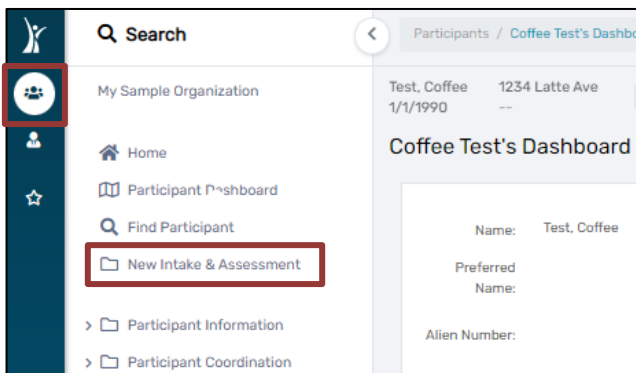 Search
My Sample Organization
Home
Participant Dashboard
Find Participant
New Intake & Assessment
Participant Information
Participant Coordination
Participants / Coffee Test's Dashbo
Test, Coffee 1234 Latte Ave
1/1/1990 --
Coffee Test's Dashboard
Name: Test, Coffee
Preferred
Name:
Alien Number: